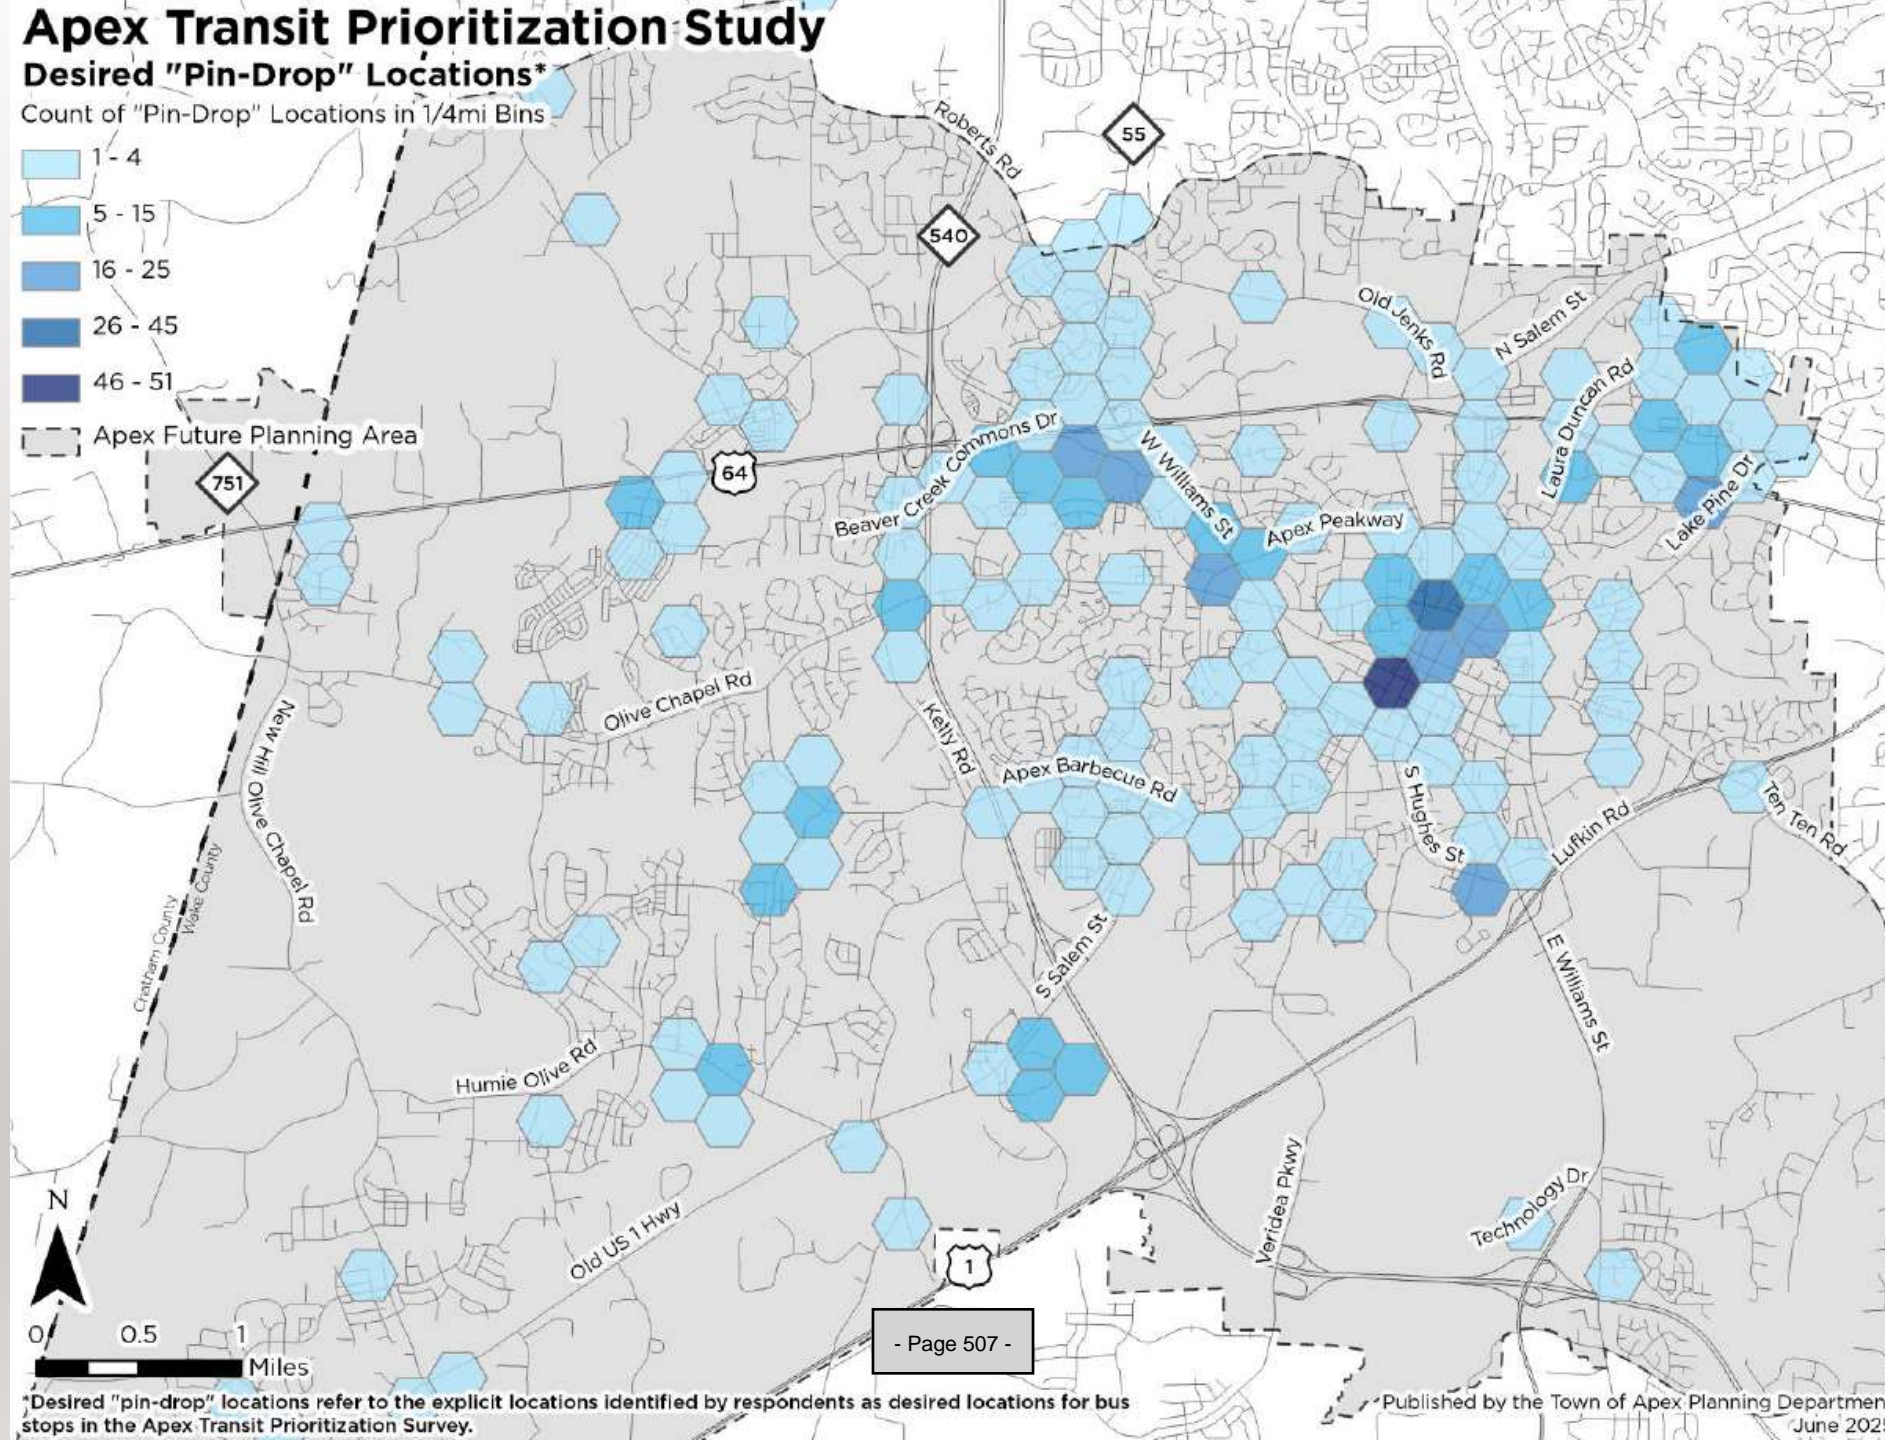 Apex Transit Prioritization Study
Desired "Pin-Drop" Locations*
Count of "Pin-Drop" Locations in 1/4mi Bins
1 - 4
5 - 15
16 - 25
26 - 45
46 - 51
Apex Future Planning Area
Roberts Rd
55
540
Old Jenks Rd
N Salem St
Laura Duncan Rd
Lake Pine Dr
751
64
Beaver Creek Commons Dr
W Williams St
Apex Peakway
New Hill Olive Chapel Rd
Olive Chapel Rd
Kelly Rd
Apex Barbecue Rd
S Hughes St
Lufkin Rd
Ten Ten Rd
Chatham County
Wake County
S Salem St
E Williams St
Humie Olive Rd
Old US 1 Hwy
1
Veridea Pkwy
Technology Dr
N
0 0.5 1
Miles
- Page 507 -
*Desired "pin-drop" locations refer to the explicit locations identified by respondents as desired locations for bus
stops in the Apex Transit Prioritization Survey.
Published by the Town of Apex Planning Departmen
June 202